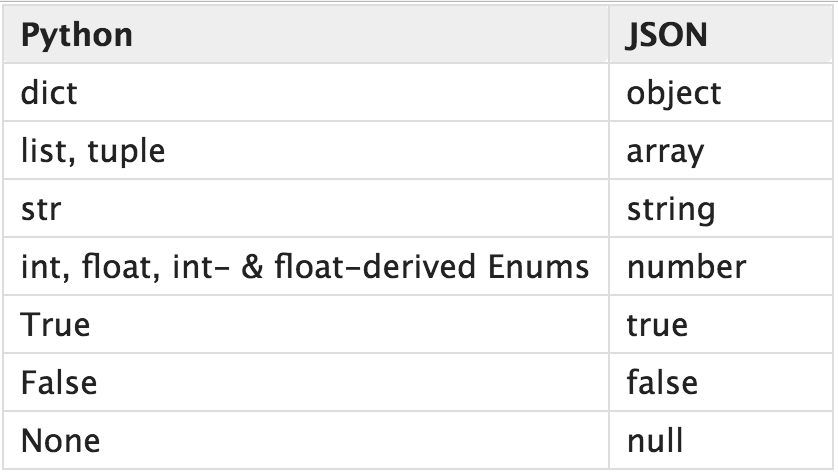 Python JSON
dict object
list, tuple array
str string
int, float, int- & float-derived Enums number
True true
False false
None null